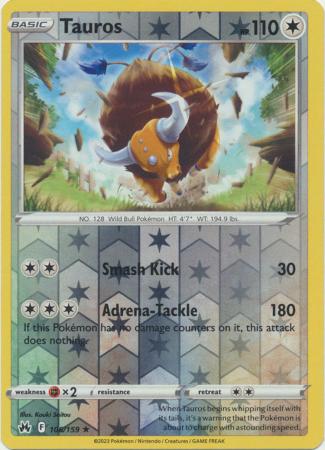 BASIC
Tauros
HP 110
NO. 128 Wild Bull Pokémon HT: 4'7" WT: 194.9 lbs.
Smash Kick 30
Adrena-Tackle 180
If this Pokémon has no damage counters on it, this attack
does nothing.
weakness ×2 resistance retreat
Illus. Kouki Saitou
When Tauros begins whipping itself with
its tails, it's a warning that the Pokémon is
about to charge with astounding speed.
G 106/159 ★
©2023 Pokémon / Nintendo / Creatures / GAME FREAK